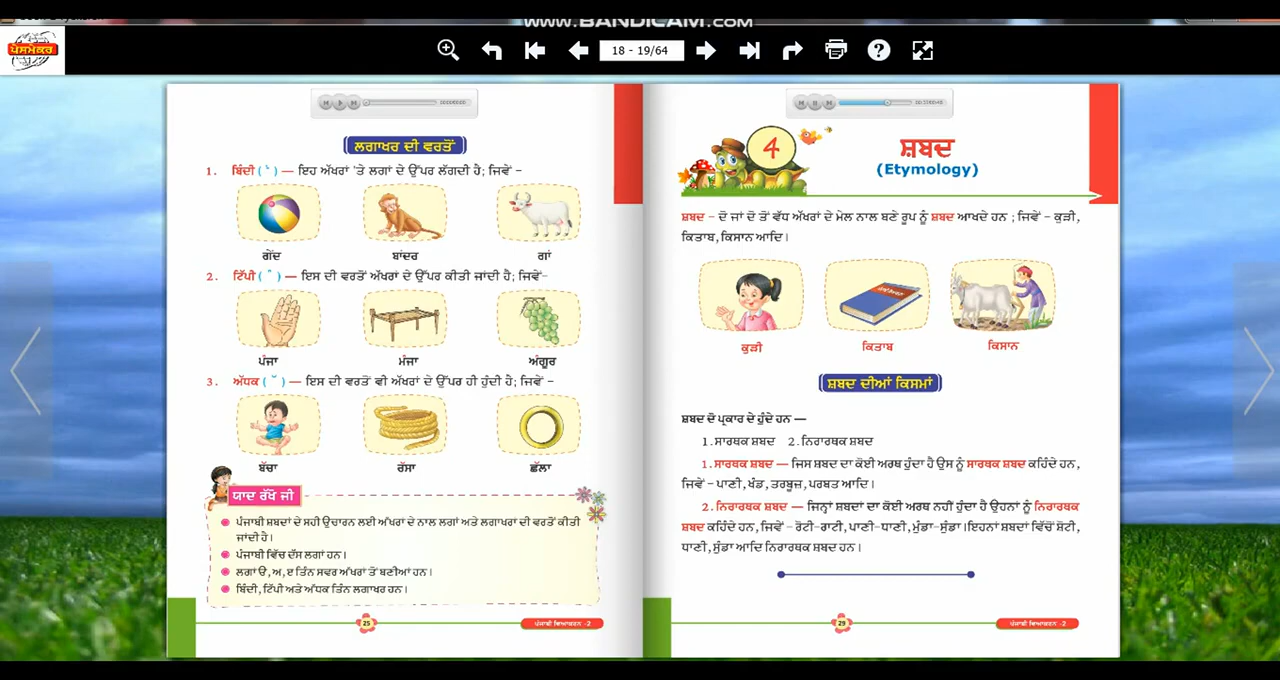 www.BANDICAM.com
ਪੇਸਮੇਕਰ
18 - 19/64
ਲਗਾਖਰ ਦੀ ਵਰਤੋਂ
1. ਬਿੰਦੀ ( ਂ ) — ਇਹ ਅੱਖਰਾਂ 'ਤੇ ਲਗਾਂ ਦੇ ਉੱਪਰ ਲੱਗਦੀ ਹੈ; ਜਿਵੇਂ -
ਗੇਂਦ ਬਾਂਦਰ ਗਾਂ
2. ਟਿੱਪੀ ( ੰ ) — ਇਸ ਦੀ ਵਰਤੋਂ ਅੱਖਰਾਂ ਦੇ ਉੱਪਰ ਕੀਤੀ ਜਾਂਦੀ ਹੈ; ਜਿਵੇਂ-
ਪੰਜਾ ਮੰਜਾ ਅੰਗੂਰ
3. ਅੱਧਕ ( ੱ ) — ਇਸ ਦੀ ਵਰਤੋਂ ਵੀ ਅੱਖਰਾਂ ਦੇ ਉੱਪਰ ਹੀ ਹੁੰਦੀ ਹੈ; ਜਿਵੇਂ -
ਬੱਚਾ ਰੱਸਾ ਛੱਲਾ
ਯਾਦ ਰੱਖੋ ਜੀ
ਪੰਜਾਬੀ ਸ਼ਬਦਾਂ ਦੇ ਸਹੀ ਉਚਾਰਨ ਲਈ ਅੱਖਰਾਂ ਦੇ ਨਾਲ ਲਗਾਂ ਅਤੇ ਲਗਾਖਰਾਂ ਦੀ ਵਰਤੋਂ ਕੀਤੀ
ਜਾਂਦੀ ਹੈ।
ਪੰਜਾਬੀ ਵਿੱਚ ਦੱਸ ਲਗਾਂ ਹਨ।
ਲਗਾਂ ੳ, ਅ, ੲ ਤਿੰਨ ਸਵਰ ਅੱਖਰਾਂ ਤੋਂ ਬਣੀਆਂ ਹਨ।
ਬਿੰਦੀ, ਟਿੱਪੀ ਅਤੇ ਅੱਧਕ ਤਿੰਨ ਲਗਾਖਰ ਹਨ।
25
ਪੰਜਾਬੀ ਵਿਆਕਰਨ -2
4
ਸ਼ਬਦ
(Etymology)
ਸ਼ਬਦ - ਦੋ ਜਾਂ ਦੋ ਤੋਂ ਵੱਧ ਅੱਖਰਾਂ ਦੇ ਮੇਲ ਨਾਲ ਬਣੇ ਰੂਪ ਨੂੰ ਸ਼ਬਦ ਆਖਦੇ ਹਨ ; ਜਿਵੇਂ - ਕੁੜੀ,
ਕਿਤਾਬ, ਕਿਸਾਨ ਆਦਿ।
ਕੁੜੀ ਕਿਤਾਬ ਕਿਸਾਨ
ਸ਼ਬਦ ਦੀਆਂ ਕਿਸਮਾਂ
ਸ਼ਬਦ ਦੋ ਪ੍ਰਕਾਰ ਦੇ ਹੁੰਦੇ ਹਨ —
1. ਸਾਰਥਕ ਸ਼ਬਦ 2. ਨਿਰਾਰਥਕ ਸ਼ਬਦ
1. ਸਾਰਥਕ ਸ਼ਬਦ — ਜਿਸ ਸ਼ਬਦ ਦਾ ਕੋਈ ਅਰਥ ਹੁੰਦਾ ਹੈ ਉਸ ਨੂੰ ਸਾਰਥਕ ਸ਼ਬਦ ਕਹਿੰਦੇ ਹਨ,
ਜਿਵੇਂ - ਪਾਣੀ, ਖੰਡ, ਤਰਬੂਜ਼, ਪਰਬਤ ਆਦਿ।
2. ਨਿਰਾਰਥਕ ਸ਼ਬਦ — ਜਿਨ੍ਹਾਂ ਸ਼ਬਦਾਂ ਦਾ ਕੋਈ ਅਰਥ ਨਹੀਂ ਹੁੰਦਾ ਹੈ ਉਹਨਾਂ ਨੂੰ ਨਿਰਾਰਥਕ
ਸ਼ਬਦ ਕਹਿੰਦੇ ਹਨ, ਜਿਵੇਂ - ਰੋਟੀ-ਰਾਟੀ, ਪਾਣੀ-ਧਾਣੀ, ਮੁੰਡਾ-ਸੁੰਡਾ। ਇਹਨਾਂ ਸ਼ਬਦਾਂ ਵਿੱਚੋਂ ਸ਼ੋਟੀ,
ਧਾਣੀ, ਸੁੰਡਾ ਆਦਿ ਨਿਰਾਰਥਕ ਸ਼ਬਦ ਹਨ।
29
ਪੰਜਾਬੀ ਵਿਆਕਰਨ -2